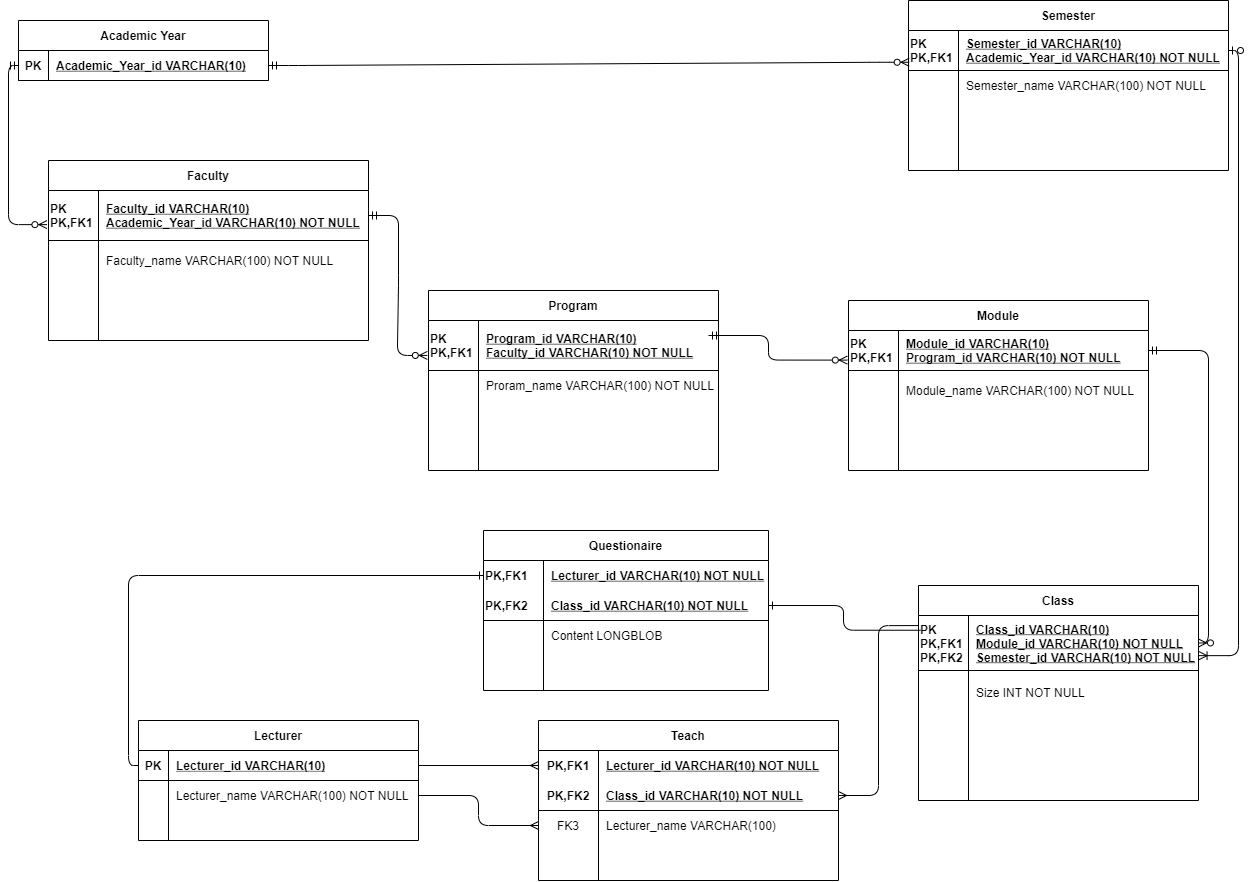 Academic Year
PK Academic_Year_id VARCHAR(10)
Semester
PK Semester_id VARCHAR(10)
PK,FK1 Academic_Year_id VARCHAR(10) NOT NULL
Semester_name VARCHAR(100) NOT NULL
Faculty
PK Faculty_id VARCHAR(10)
PK,FK1 Academic_Year_id VARCHAR(10) NOT NULL
Faculty_name VARCHAR(100) NOT NULL
Program
PK Program_id VARCHAR(10)
PK,FK1 Faculty_id VARCHAR(10) NOT NULL
Proram_name VARCHAR(100) NOT NULL
Module
PK Module_id VARCHAR(10)
PK,FK1 Program_id VARCHAR(10) NOT NULL
Module_name VARCHAR(100) NOT NULL
Questionaire
PK,FK1 Lecturer_id VARCHAR(10) NOT NULL
PK,FK2 Class_id VARCHAR(10) NOT NULL
Content LONGBLOB
Class
PK Class_id VARCHAR(10)
PK,FK1 Module_id VARCHAR(10) NOT NULL
PK,FK2 Semester_id VARCHAR(10) NOT NULL
Size INT NOT NULL
Lecturer
PK Lecturer_id VARCHAR(10)
Lecturer_name VARCHAR(100) NOT NULL
Teach
PK,FK1 Lecturer_id VARCHAR(10) NOT NULL
PK,FK2 Class_id VARCHAR(10) NOT NULL
FK3 Lecturer_name VARCHAR(100)